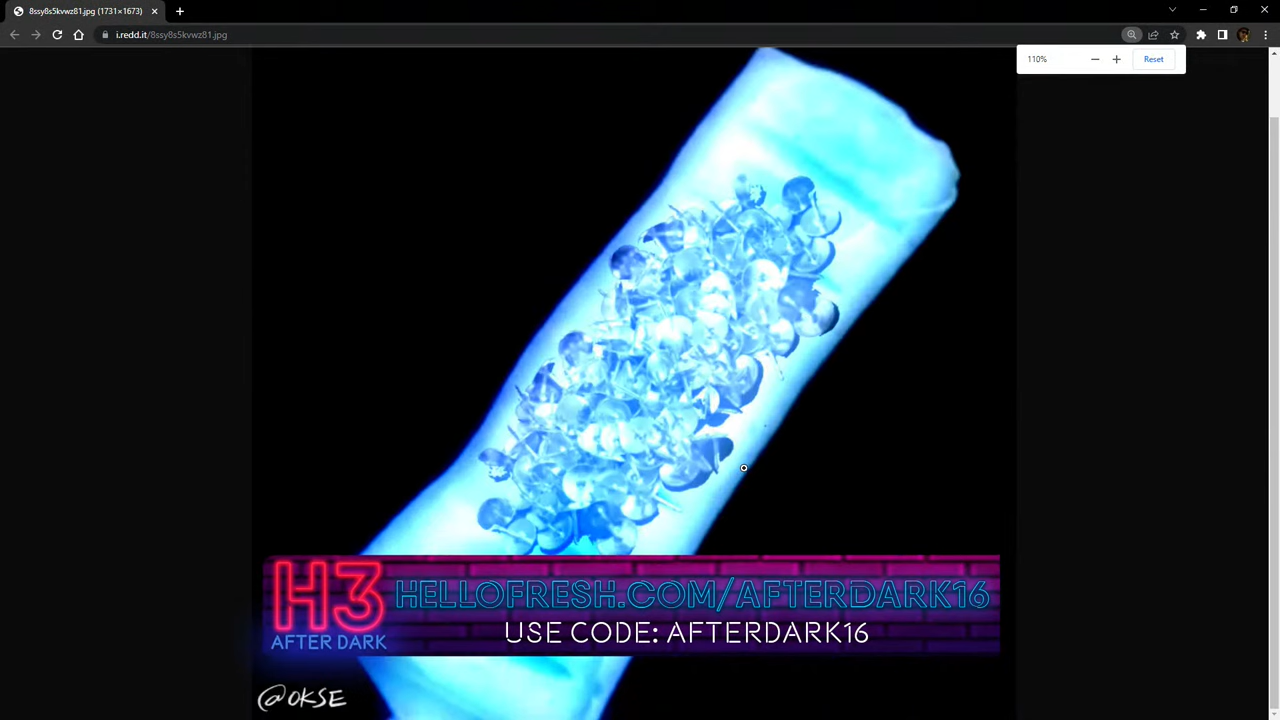 8ssy8s5kvwz81.jpg (1731×1673)
i.redd.it/8ssy8s5kvwz81.jpg
110%
Reset
H3
AFTER DARK
HELLOFRESH.COM/AFTERDARK16
USE CODE: AFTERDARK16
@OKSE